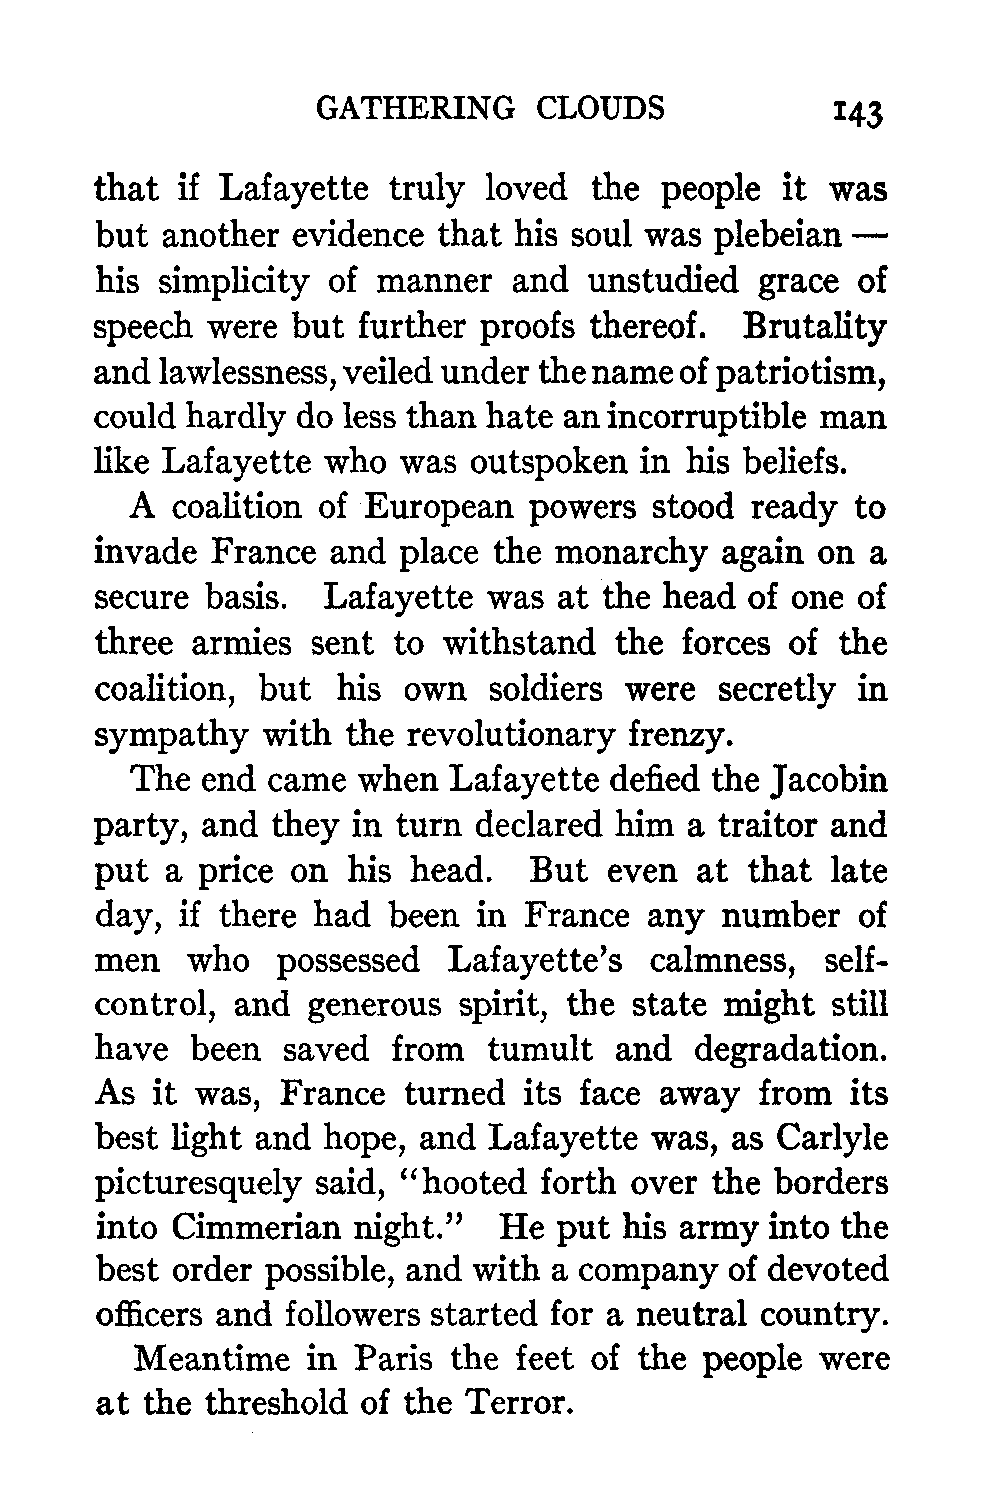 GATHERING CLOUDS 143
that if Lafayette truly loved the people it was
but another evidence that his soul was plebeian —
his simplicity of manner and unstudied grace of
speech were but further proofs thereof. Brutality
and lawlessness, veiled under the name of patriotism,
could hardly do less than hate an incorruptible man
like Lafayette who was outspoken in his beliefs.
A coalition of European powers stood ready to
invade France and place the monarchy again on a
secure basis. Lafayette was at the head of one of
three armies sent to withstand the forces of the
coalition, but his own soldiers were secretly in
sympathy with the revolutionary frenzy.
The end came when Lafayette defied the Jacobin
party, and they in turn declared him a traitor and
put a price on his head. But even at that late
day, if there had been in France any number of
men who possessed Lafayette's calmness, self-
control, and generous spirit, the state might still
have been saved from tumult and degradation.
As it was, France turned its face away from its
best light and hope, and Lafayette was, as Carlyle
picturesquely said, "hooted forth over the borders
into Cimmerian night." He put his army into the
best order possible, and with a company of devoted
officers and followers started for a neutral country.
Meantime in Paris the feet of the people were
at the threshold of the Terror.